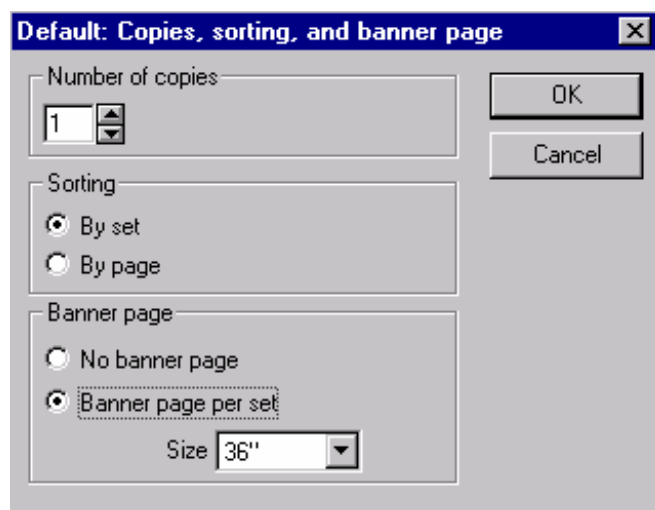 Default: Copies, sorting, and banner page
Number of copies
1
OK
Cancel
Sorting
By set
By page
Banner page
No banner page
Banner page per set
Size 36"